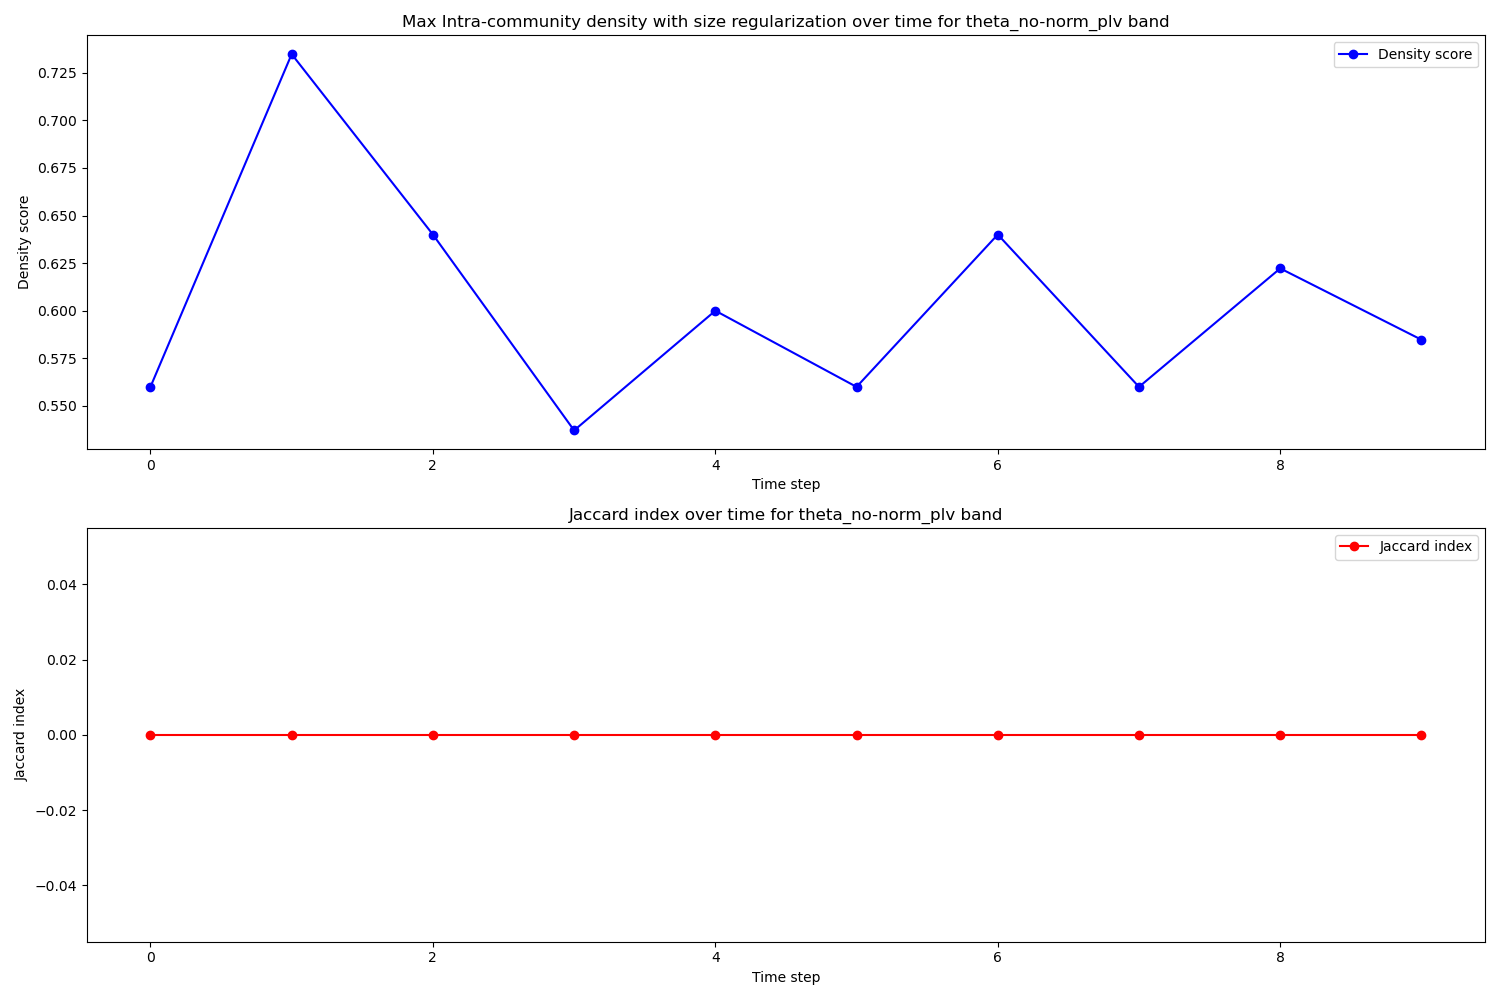 Max Intra-community density with size regularization over time for theta_no-norm_plv band
Density score
0.725
0.700
0.675
0.650
0.625
0.600
0.575
0.550
Density score
0
2
4
6
8
Time step
Jaccard index over time for theta_no-norm_plv band
Jaccard index
0.04
0.02
0.00
−0.02
−0.04
Jaccard index
0
2
4
6
8
Time step